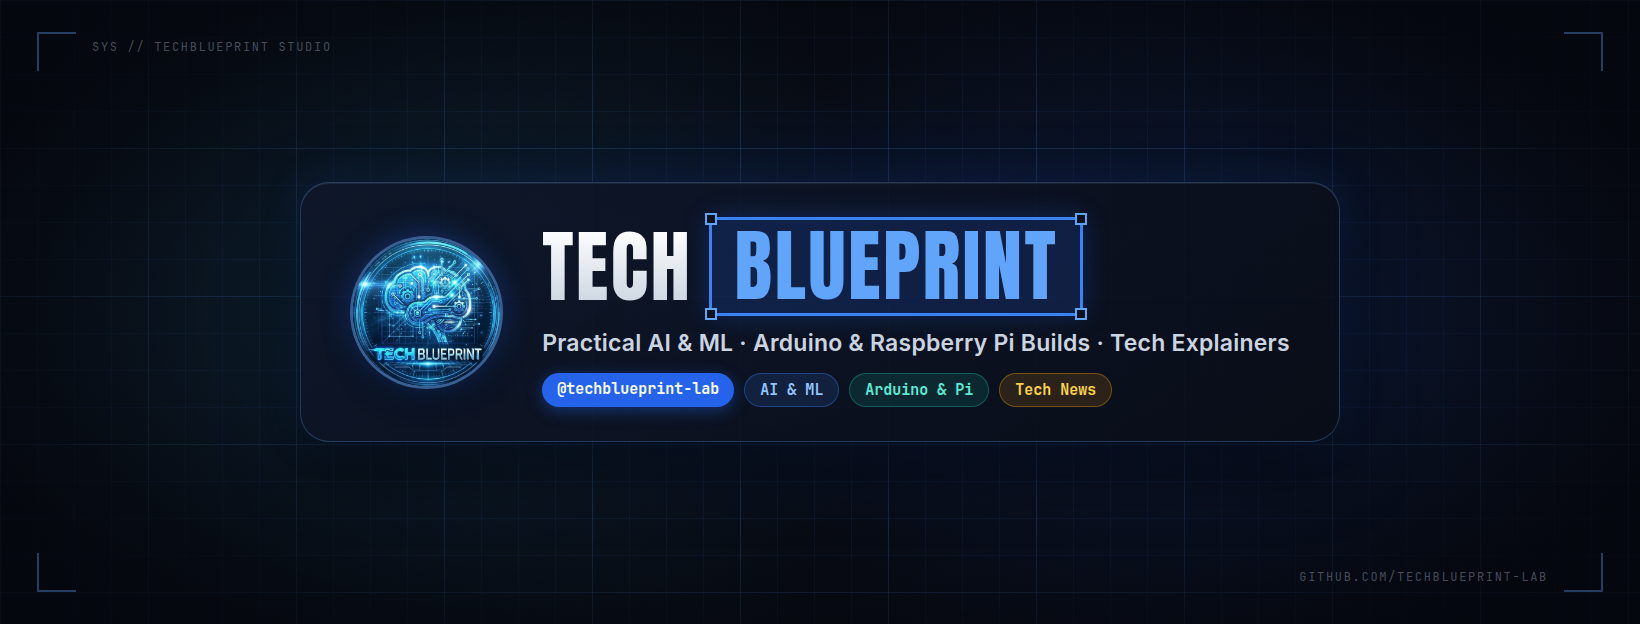 SYS // TECHBLUEPRINT STUDIO
TECH BLUEPRINT
TECH BLUEPRINT
Practical AI & ML · Arduino & Raspberry Pi Builds · Tech Explainers
@techblueprint-lab AI & ML Arduino & Pi Tech News
GITHUB.COM/TECHBLUEPRINT-LAB